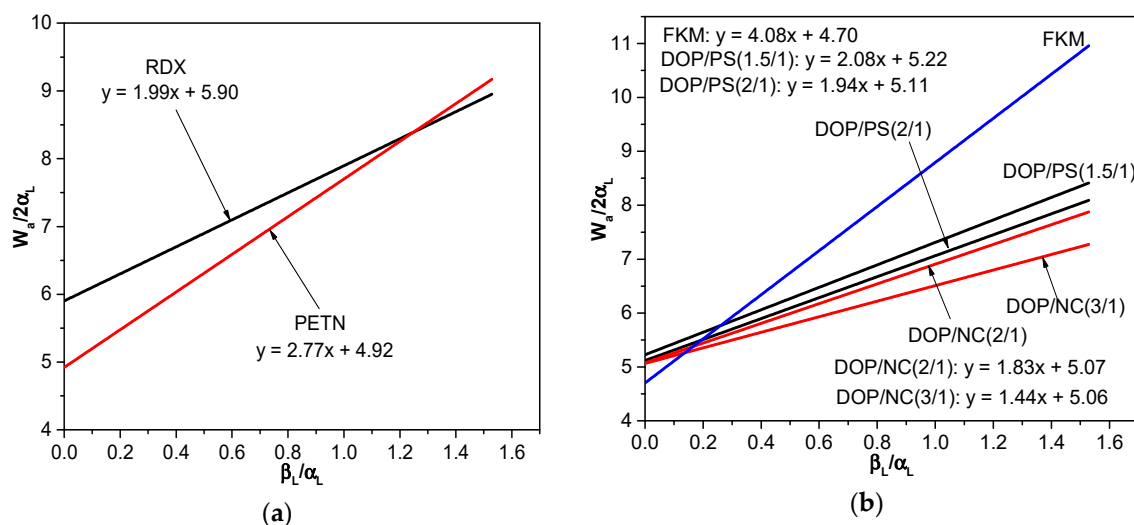 10
9
8
7
6
5
4
W_a/2α_L
RDX
y = 1.99x + 5.90
PETN
y = 2.77x + 4.92
0.0 0.2 0.4 0.6 0.8 1.0 1.2 1.4 1.6
β_L/α_L
(a)
11
10
9
8
7
6
5
4
W_a/2α_L
FKM: y = 4.08x + 4.70
DOP/PS(1.5/1): y = 2.08x + 5.22
DOP/PS(2/1): y = 1.94x + 5.11
FKM
DOP/PS(2/1)
DOP/PS(1.5/1)
DOP/NC(3/1)
DOP/NC(2/1)
DOP/NC(2/1): y = 1.83x + 5.07
DOP/NC(3/1): y = 1.44x + 5.06
0.0 0.2 0.4 0.6 0.8 1.0 1.2 1.4 1.6
β_L/α_L
(b)